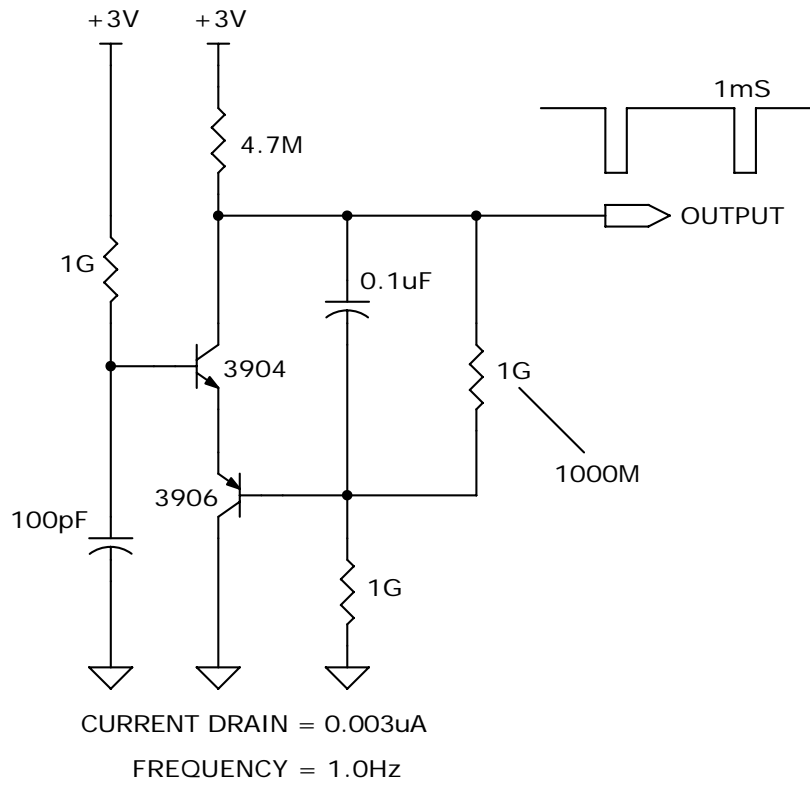 +3V
+3V
1mS
4.7M
OUTPUT
1G
0.1uF
3904
1G
1000M
3906
100pF
1G
CURRENT DRAIN = 0.003uA
FREQUENCY = 1.0Hz